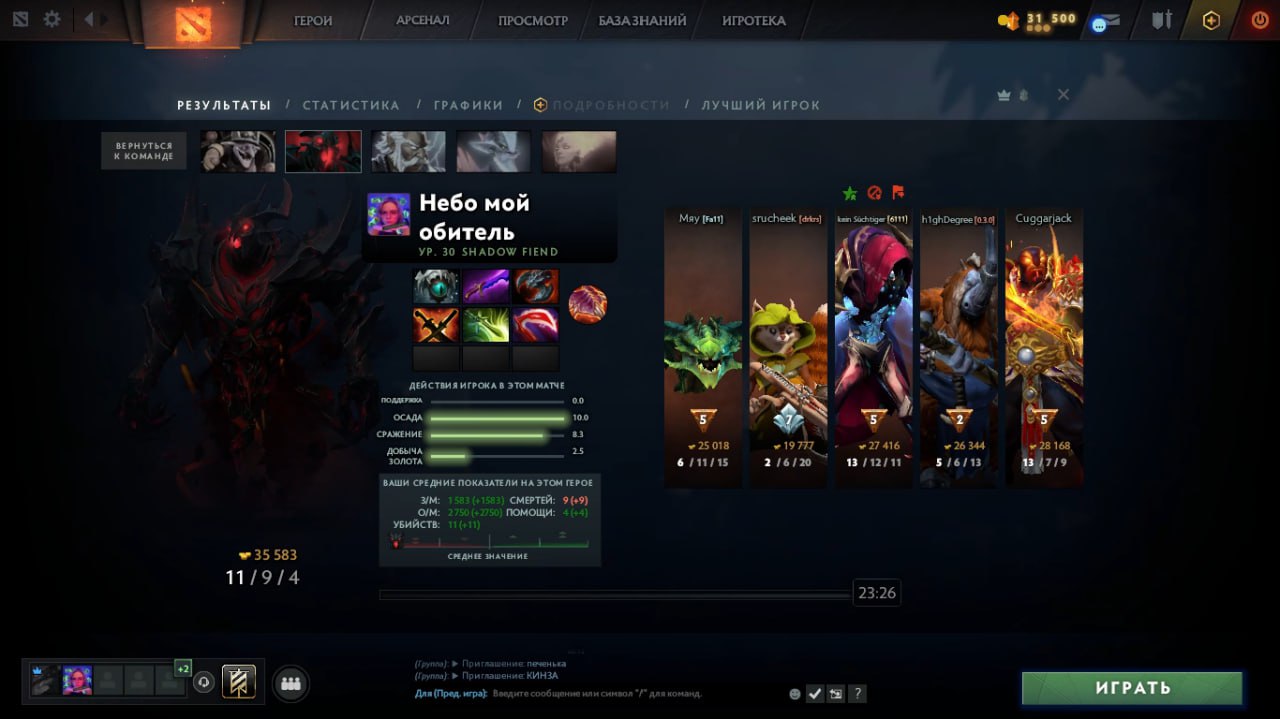 ГЕРОИ
АРСЕНАЛ
ПРОСМОТР
БАЗА ЗНАНИЙ
ИГРОТЕКА
31 500
РЕЗУЛЬТАТЫ / СТАТИСТИКА / ГРАФИКИ / ПОДРОБНОСТИ / ЛУЧШИЙ ИГРОК
ВЕРНУТЬСЯ
К КОМАНДЕ
Небо мой
обитель
УР. 30 SHADOW FIEND
ДЕЙСТВИЯ ИГРОКА В ЭТОМ МАТЧЕ
ПОДДЕРЖКА 0.0
ОСАДА 10.0
СРАЖЕНИЕ 8.3
ДОБЫЧА
ЗОЛОТА 2.5
ВАШИ СРЕДНИЕ ПОКАЗАТЕЛИ НА ЭТОМ ГЕРОЕ
З/М: 1 583 (+1583) СМЕРТЕЙ: 9 (+9)
О/М: 2 750 (+2750) ПОМОЩИ: 4 (+4)
УБИЙСТВ: 11 (+11)
СРЕДНЕЕ ЗНАЧЕНИЕ
35 583
11 / 9 / 4
Мяу [Fa11]
5
25 018
6 / 11 / 15
srucheek [drkrs]
7
19 777
2 / 6 / 20
kein Süchtiger [6111]
5
27 416
13 / 12 / 11
h1ghDegree [0.3.0]
2
26 344
5 / 6 / 13
Cuggarjack
5
28 168
13 / 7 / 9
23:26
+2
(Группа): Приглашение: печенька
(Группа): Приглашение: КИНЗА
Для (Пред. игра): Введите сообщение или символ "/" для команд.
?
ИГРАТЬ